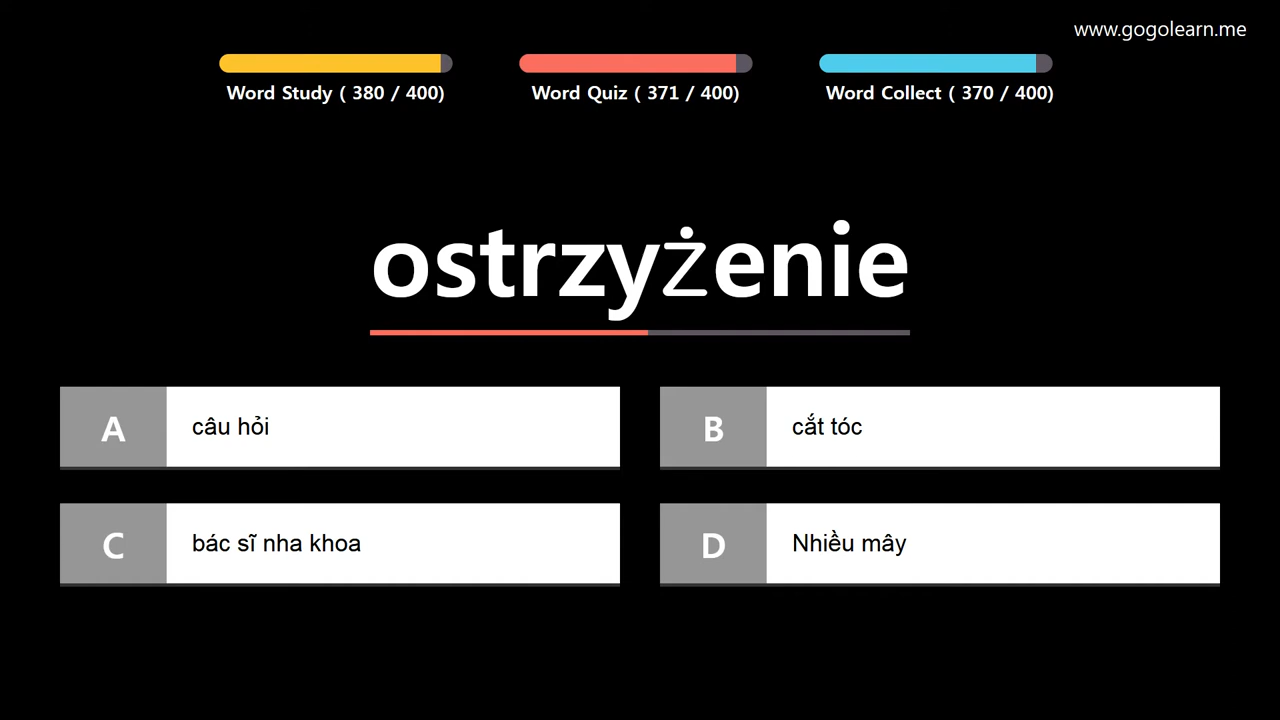 www.gogolearn.me
Word Study ( 380 / 400)
Word Quiz ( 371 / 400)
Word Collect ( 370 / 400)
ostrzyżenie
A
câu hỏi
B
cắt tóc
C
bác sĩ nha khoa
D
Nhiều mây